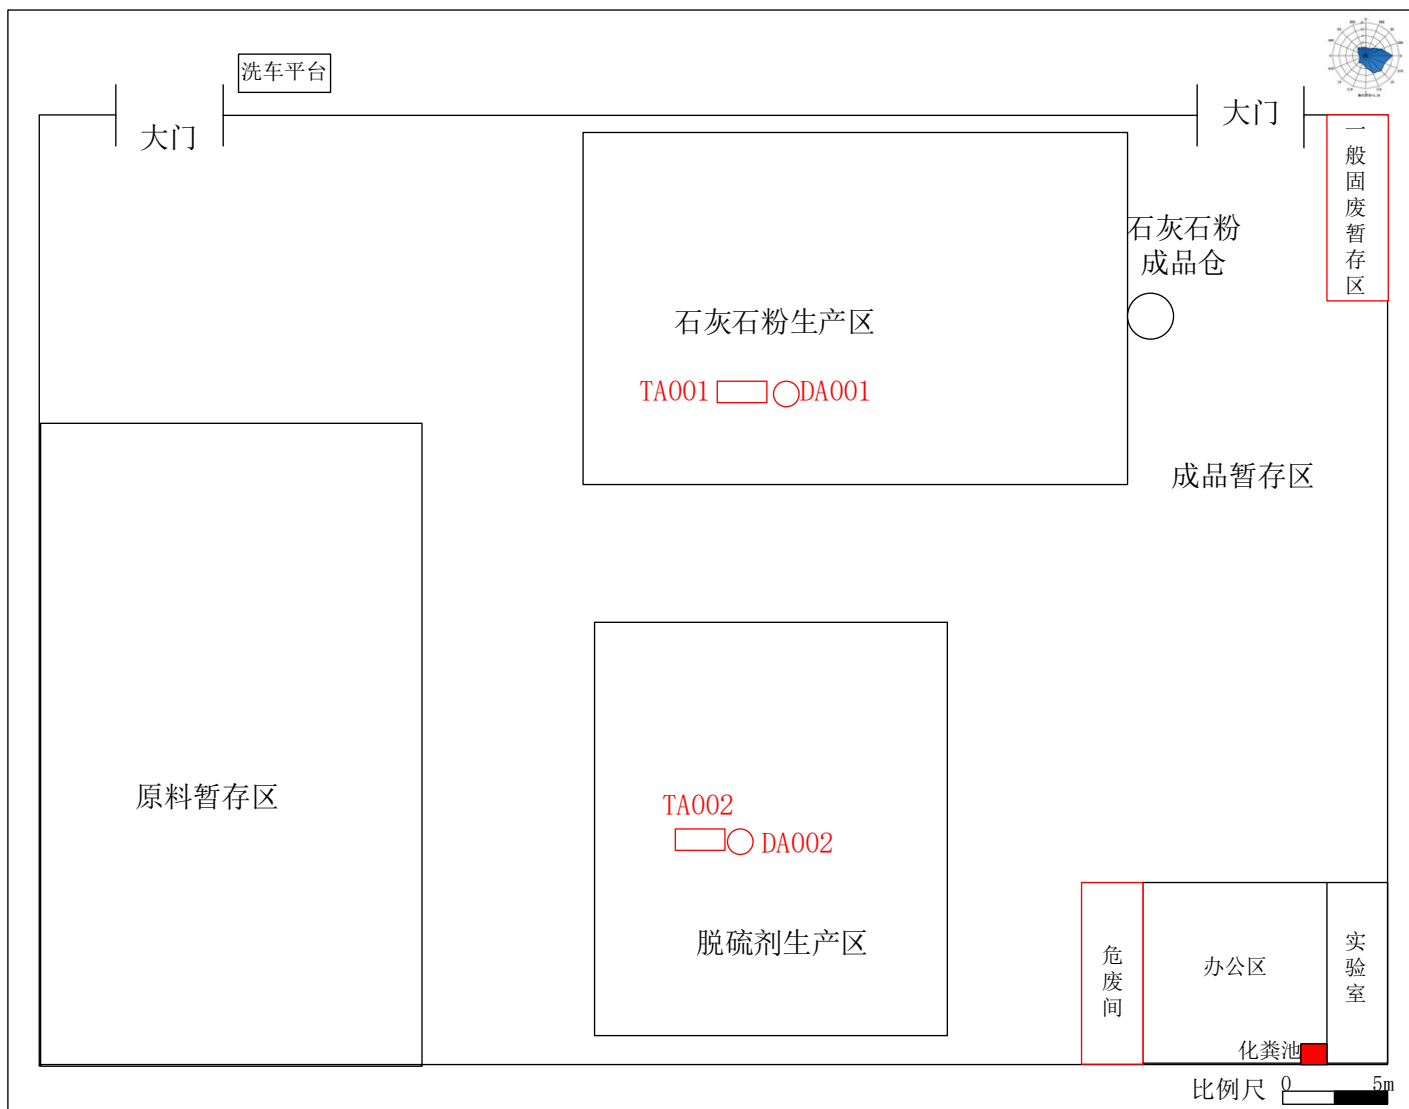 洗车平台
大门
大门
一般固废暂存区
石灰石粉
成品仓
石灰石粉生产区
TA001
DA001
成品暂存区
原料暂存区
TA002
DA002
脱硫剂生产区
危废间
办公区
实验室
化粪池
比例尺
0
5m